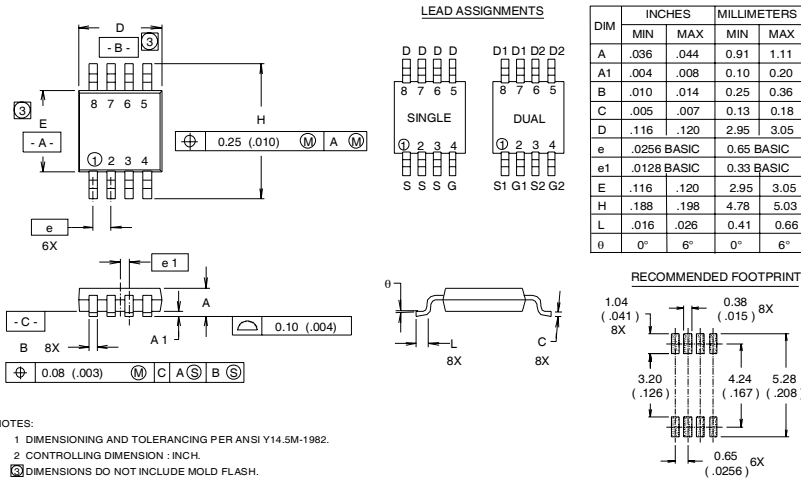 LEAD ASSIGNMENTS
D
- B -
3
3
8 7 6 5
E
- A -
H
1 2 3 4
⌖ 0.25 (.010) Ⓜ A Ⓜ
e
6X
D D D D
8 7 6 5
SINGLE
1 2 3 4
S S S G
D1 D1 D2 D2
8 7 6 5
DUAL
1 2 3 4
S1 G1 S2 G2
DIM INCHES MILLIMETERS
MIN MAX MIN MAX
A .036 .044 0.91 1.11
A1 .004 .008 0.10 0.20
B .010 .014 0.25 0.36
C .005 .007 0.13 0.18
D .116 .120 2.95 3.05
e .0256 BASIC 0.65 BASIC
e1 .0128 BASIC 0.33 BASIC
E .116 .120 2.95 3.05
H .188 .198 4.78 5.03
L .016 .026 0.41 0.66
θ 0° 6° 0° 6°
e 1
A
- C -
B 8X
A 1
⌓ 0.10 (.004)
⌖ 0.08 (.003) Ⓜ C A Ⓢ B Ⓢ
θ
L
8X
C
8X
RECOMMENDED FOOTPRINT
1.04
( .041 )
8X
0.38
( .015 )
8X
3.20
( .126 )
4.24
( .167 )
5.28
( .208 )
0.65
( .0256 )
6X
NOTES:
1 DIMENSIONING AND TOLERANCING PER ANSI Y14.5M-1982.
2 CONTROLLING DIMENSION : INCH.
3 DIMENSIONS DO NOT INCLUDE MOLD FLASH.